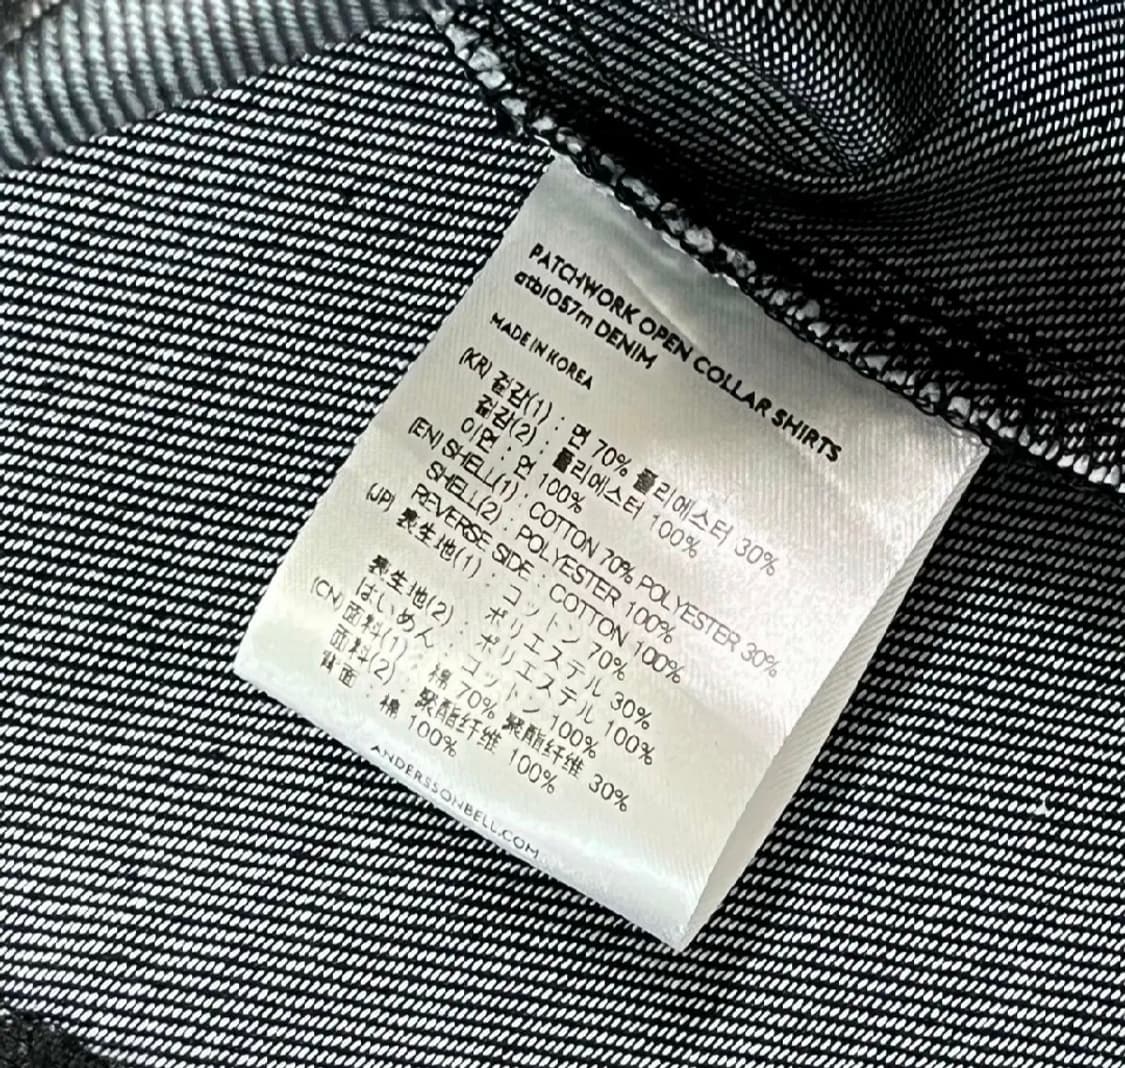 PATCHWORK OPEN COLLAR SHIRTS
atb1057m DENIM
MADE IN KOREA
(KR) 겉감(1) : 면 70% 폴리에스터 30%
겉감(2) : 폴리에스터 100%
이면 : 면 100%
(EN) SHELL(1) : COTTON 70% POLYESTER 30%
SHELL(2) : POLYESTER 100%
REVERSE SIDE : COTTON 100%
(JP) 表生地(1) : コットン 70%
ポリエステル 30%
表生地(2) : ポリエステル 100%
はいめん : コットン 100%
(CN) 面料(1) : 棉 70% 聚酯纤维 30%
面料(2) : 聚酯纤维 100%
背面 : 棉 100%
ANDERSSONBELL.COM